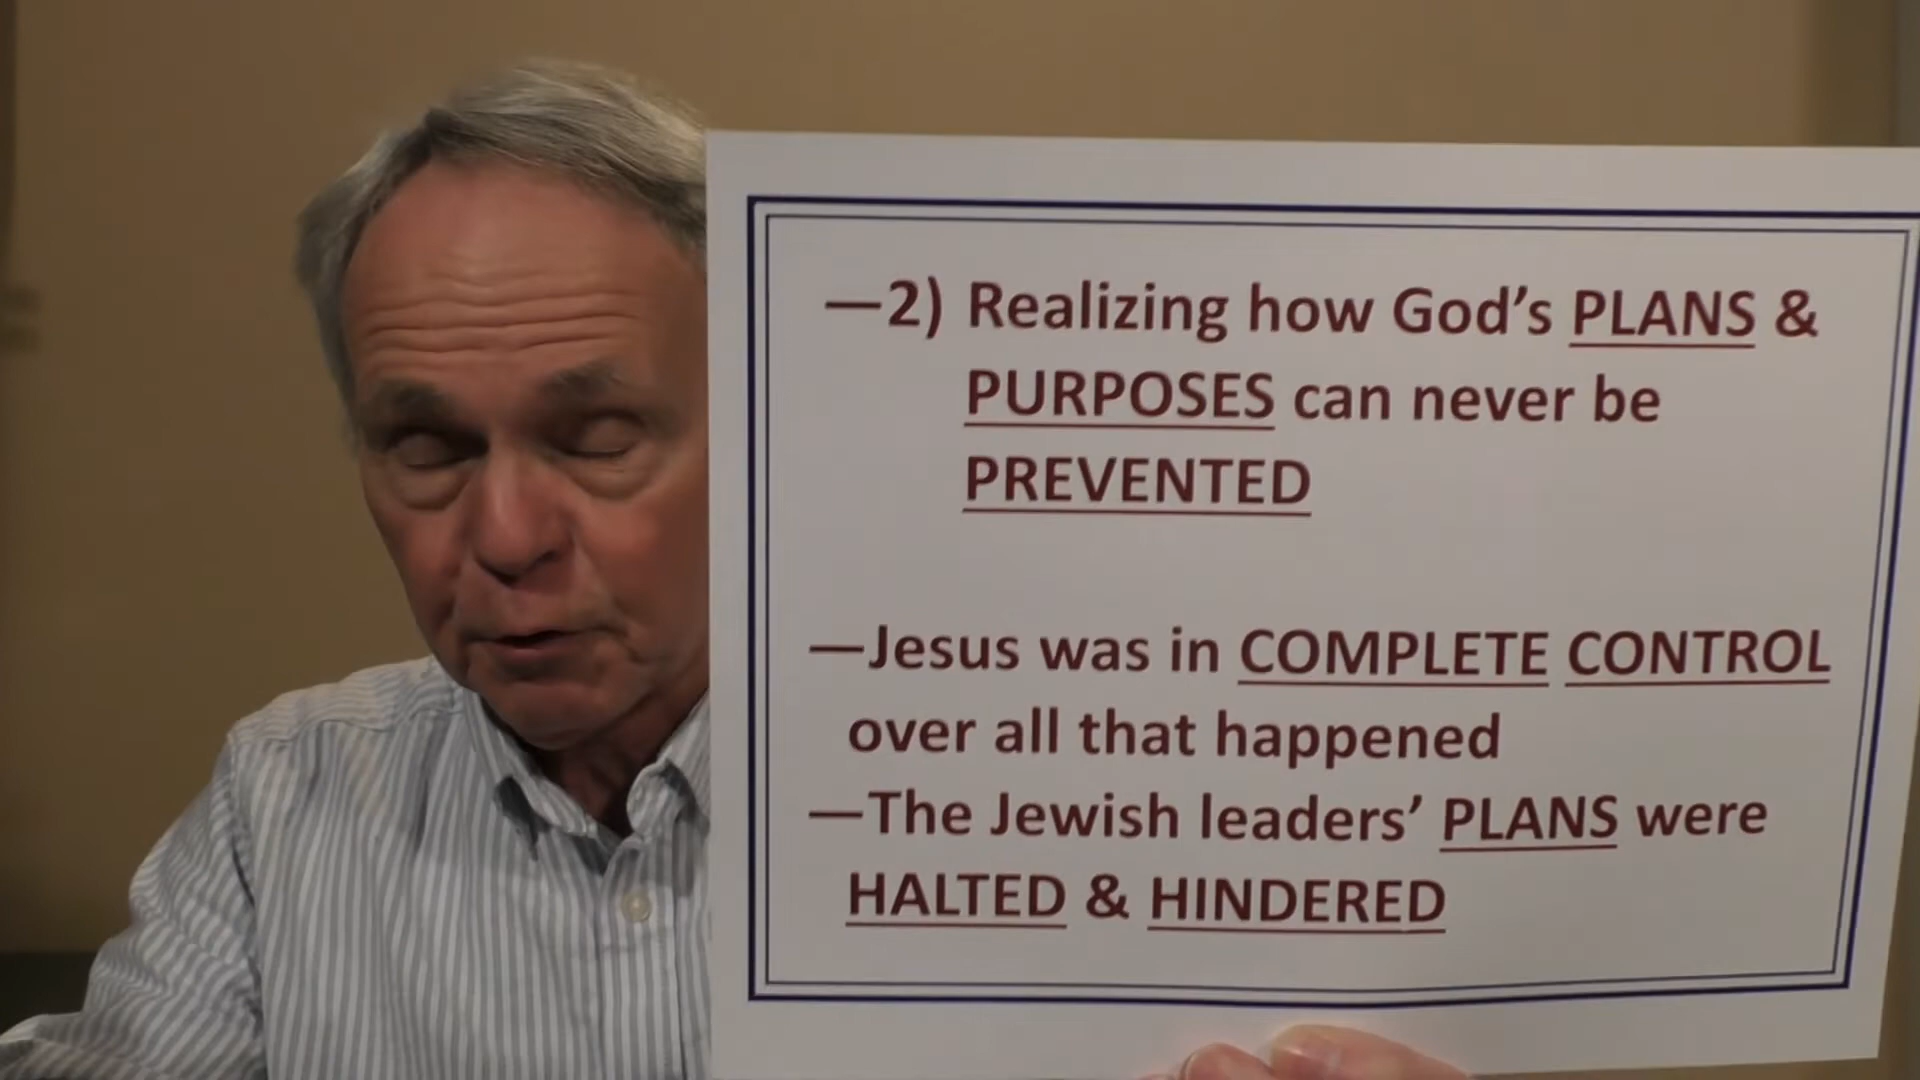 —2) Realizing how God’s PLANS &
PURPOSES can never be
PREVENTED
—Jesus was in COMPLETE CONTROL
over all that happened
—The Jewish leaders’ PLANS were
HALTED & HINDERED